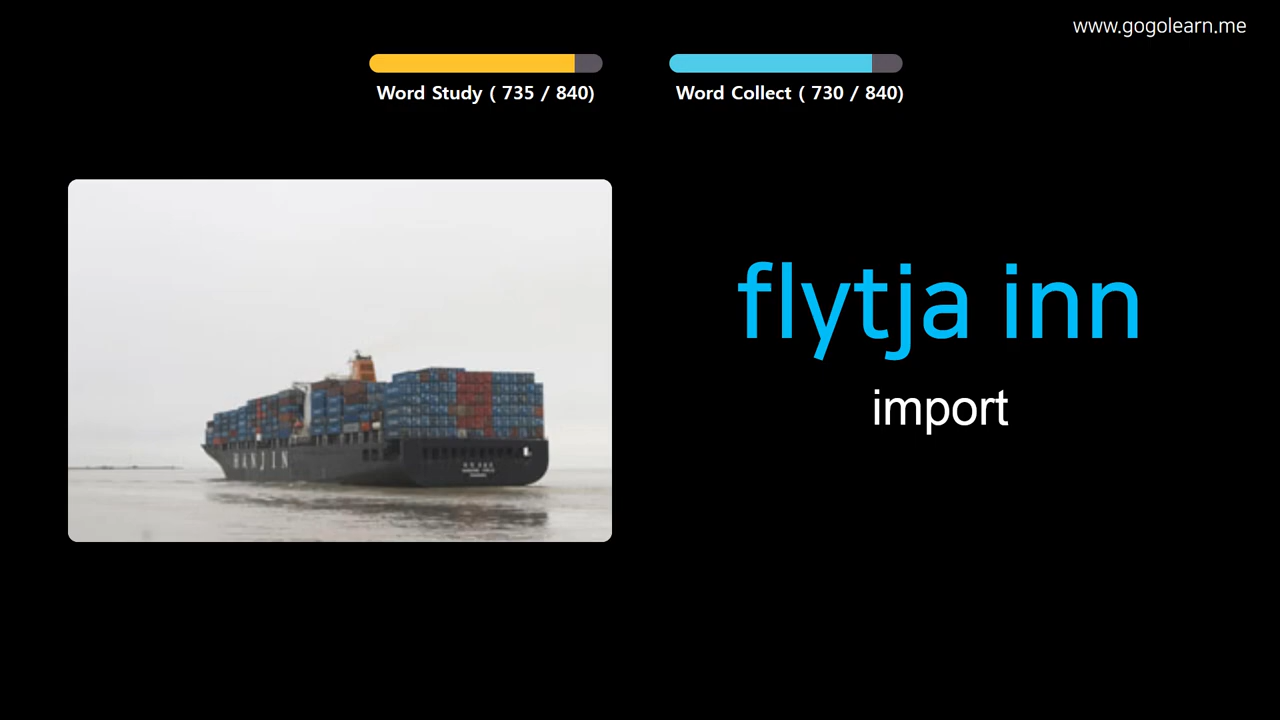 www.gogolearn.me
Word Study ( 735 / 840)
Word Collect ( 730 / 840)
flytja inn
import
HANJIN